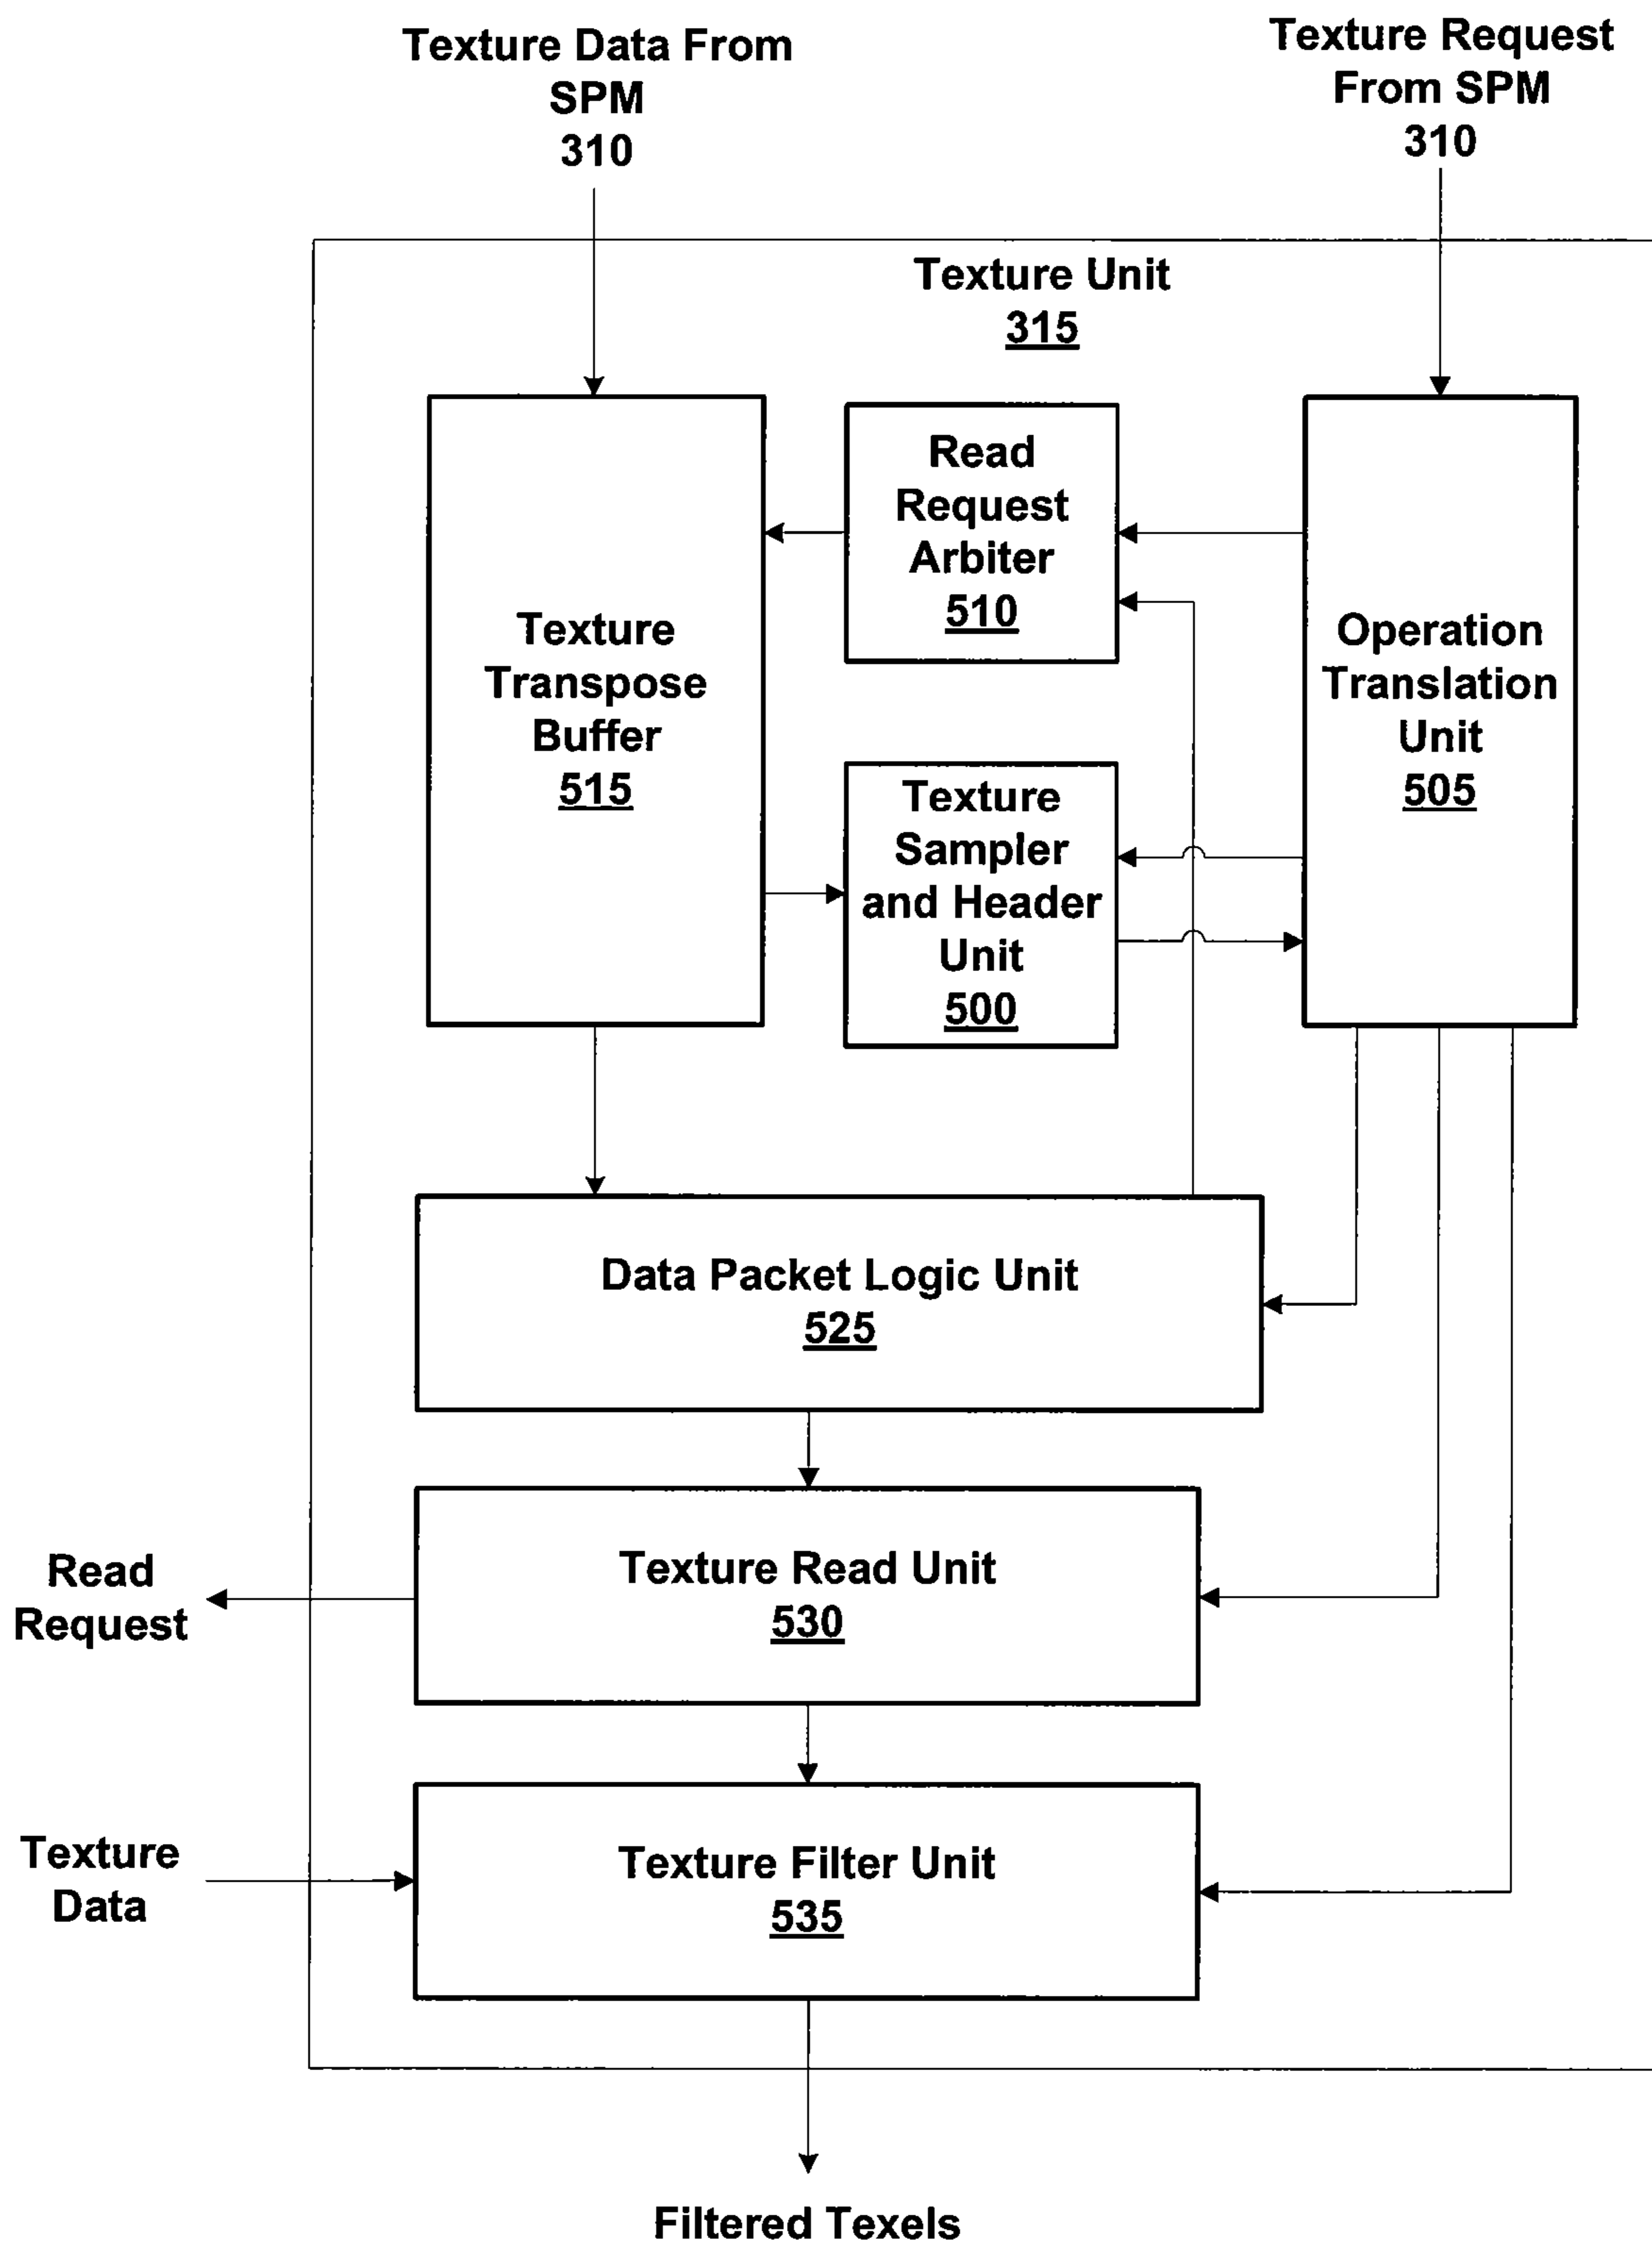 Texture Data From
SPM
310
Texture Request
From SPM
310
Texture Unit
315
Texture
Transpose
Buffer
515
Read
Request
Arbiter
510
Operation
Translation
Unit
505
Texture
Sampler
and Header
Unit
500
Data Packet Logic Unit
525
Read
Request
Texture Read Unit
530
Texture
Data
Texture Filter Unit
535
Filtered Texels